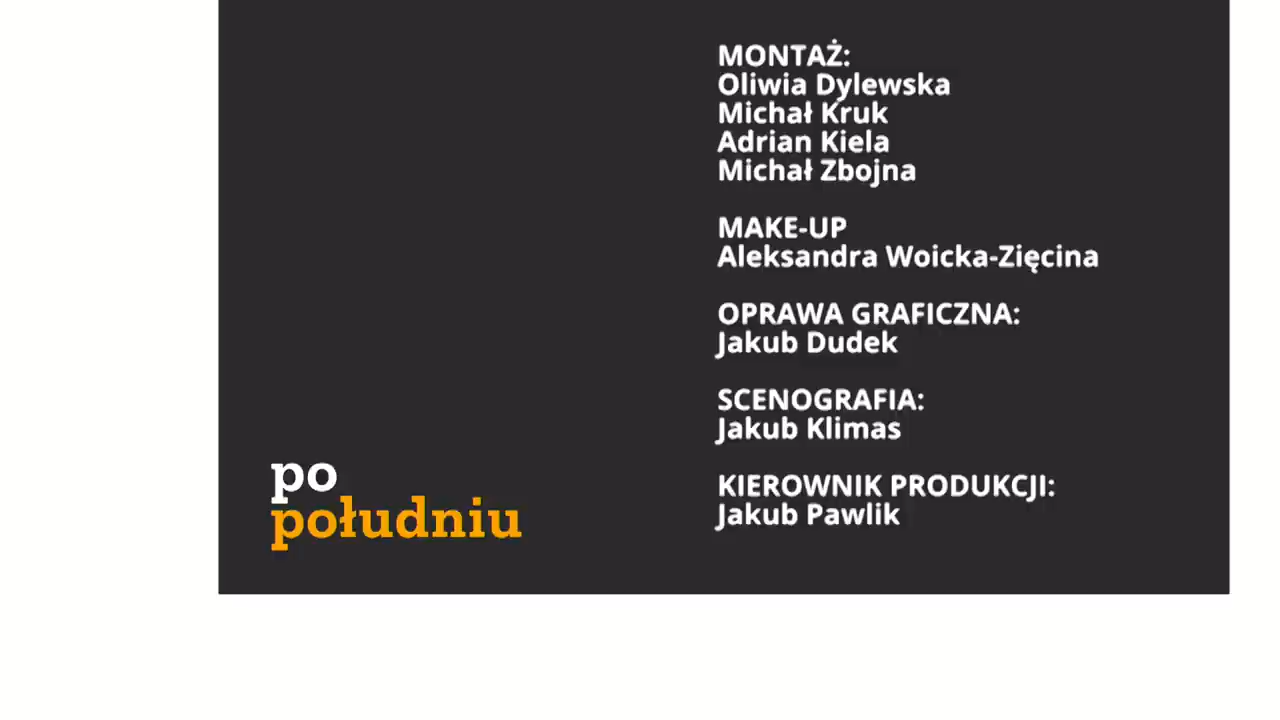 MONTAŻ:
Oliwia Dylewska
Michał Kruk
Adrian Kiela
Michał Zbojna
MAKE-UP
Aleksandra Woicka-Zięcina
OPRAWA GRAFICZNA:
Jakub Dudek
SCENOGRAFIA:
Jakub Klimas
KIEROWNIK PRODUKCJI:
Jakub Pawlik
po
południu